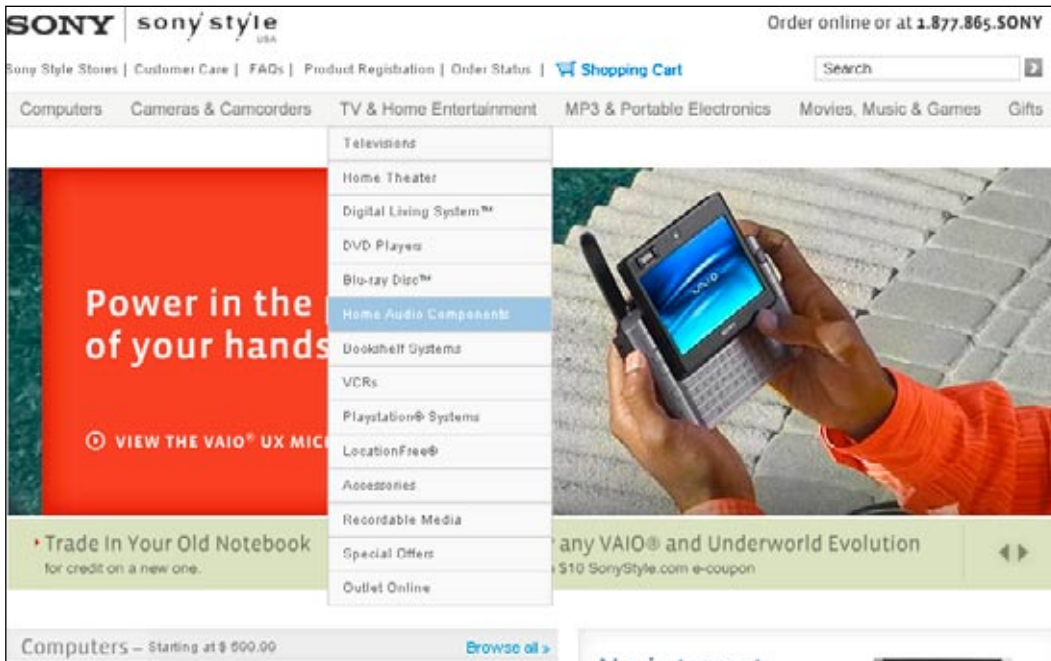 SONY sony style USA
Order online or at 1.877.865.SONY
Sony Style Stores | Customer Care | FAQs | Product Registration | Order Status | Shopping Cart
Search
Computers Cameras & Camcorders TV & Home Entertainment MP3 & Portable Electronics Movies, Music & Games Gifts
Televisions
Home Theater
Digital Living System™
DVD Players
Blu-ray Disc™
Home Audio Components
Bookshelf Systems
VCRs
Playstation® Systems
LocationFree®
Accessories
Recordable Media
Special Offers
Outlet Online
Power in the
of your hands
VIEW THE VAIO® UX MIC
VAIO
SONY
Trade In Your Old Notebook
for credit on a new one.
any VAIO® and Underworld Evolution
$10 SonyStyle.com e-coupon
Computers – Starting at $ 600.00
Browse all »